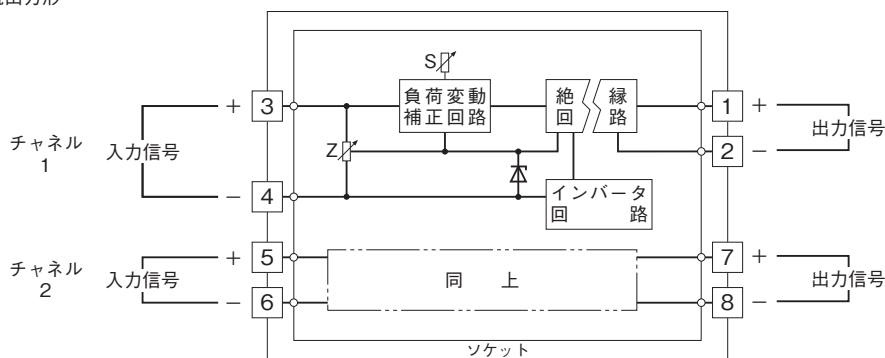 S
負荷変動
補正回路
絶 縁
回 路
+ 3
1 +
Z
チャネル
1
入力信号
出力信号
2 −
− 4
インバータ
回 路
+ 5
7 +
チャネル
2
入力信号
同 上
出力信号
− 6
8 −
ソケット